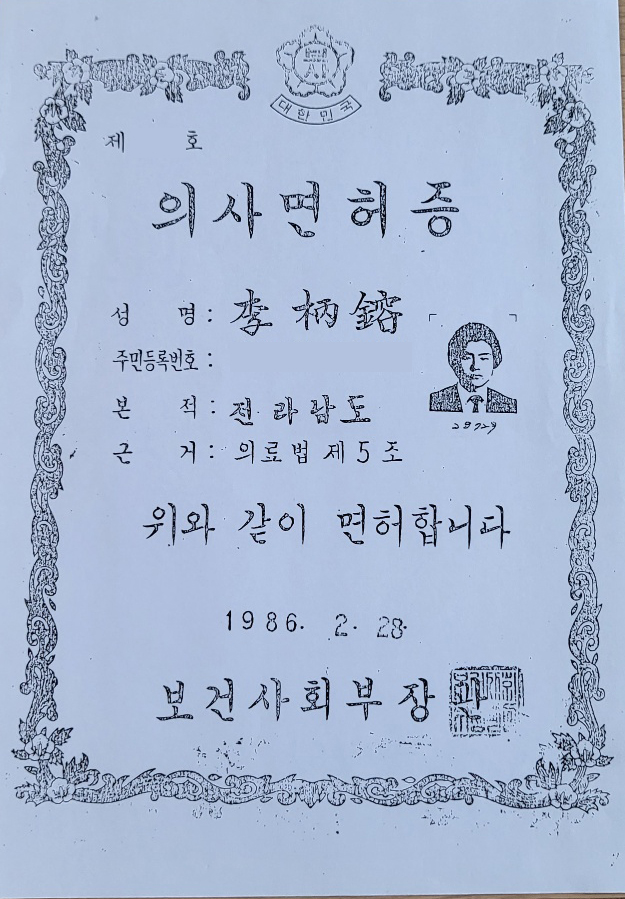 대한민국
제 호
의사면허증
성 명 : 李柄鎔
주민등록번호 :
본 적 : 전라남도
근 거 : 의료법 제 5 조
위와 같이 면허합니다
1986. 2. 28.
보건사회부장관